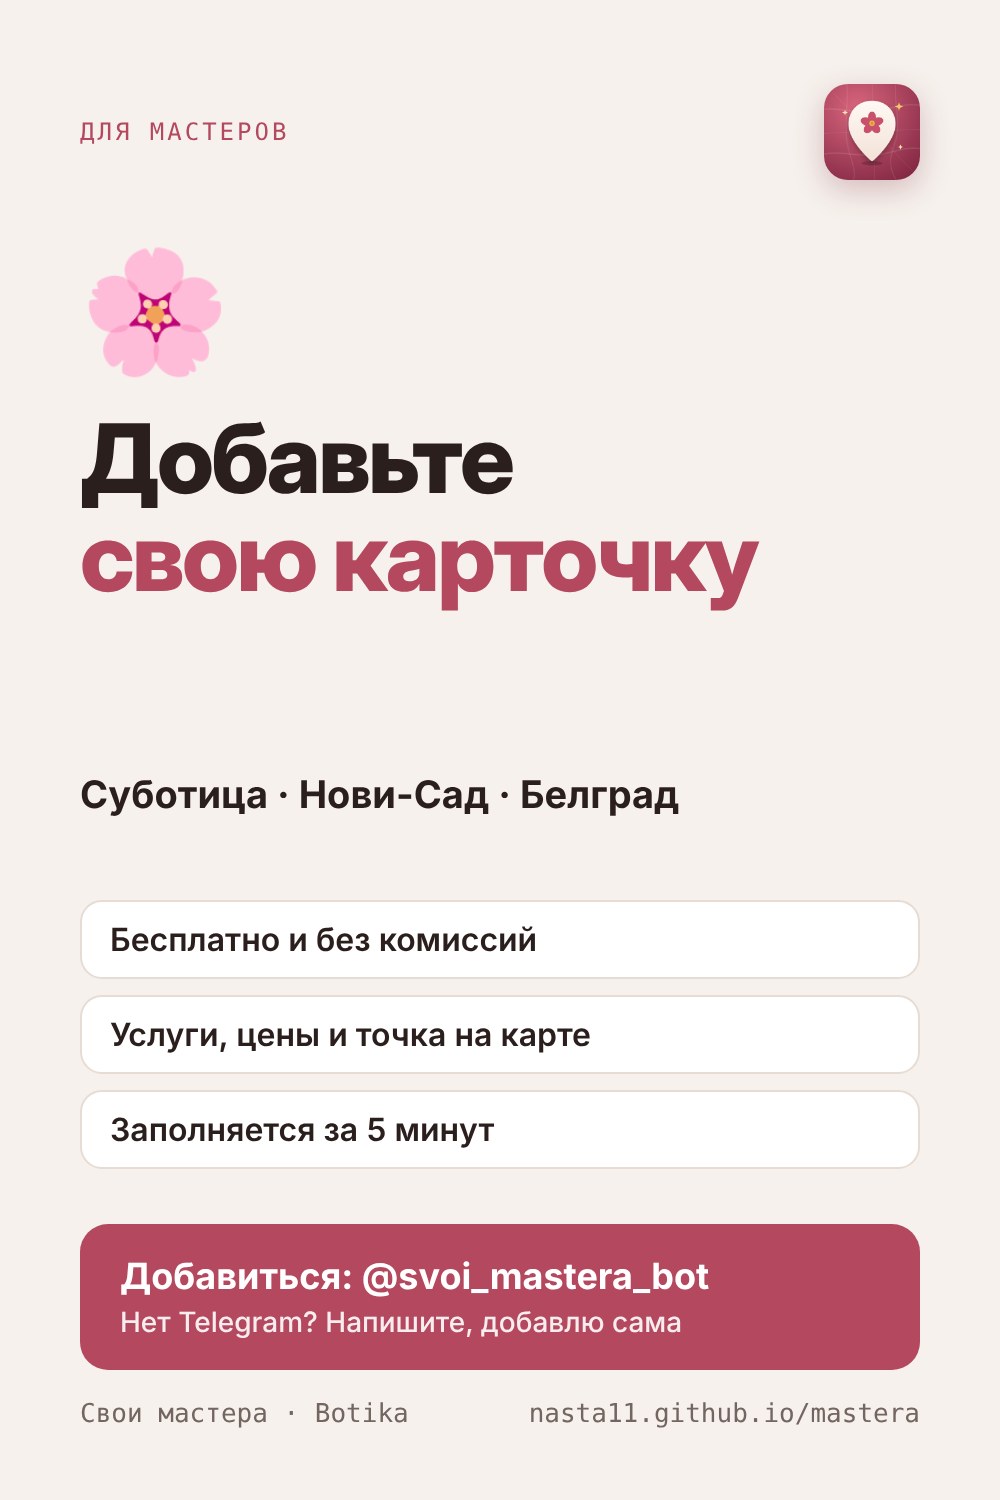 ДЛЯ МАСТЕРОВ
Добавьте
свою карточку
Суботица · Нови-Сад · Белград
Бесплатно и без комиссий
Услуги, цены и точка на карте
Заполняется за 5 минут
Добавиться: @svoi_mastera_bot
Нет Telegram? Напишите, добавлю сама
Свои мастера · Botika
nasta11.github.io/mastera